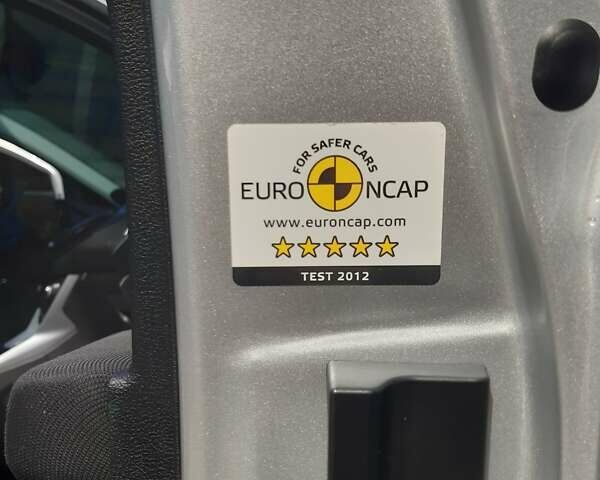 FOR SAFER CARS
EURO NCAP
www.euroncap.com
TEST 2012